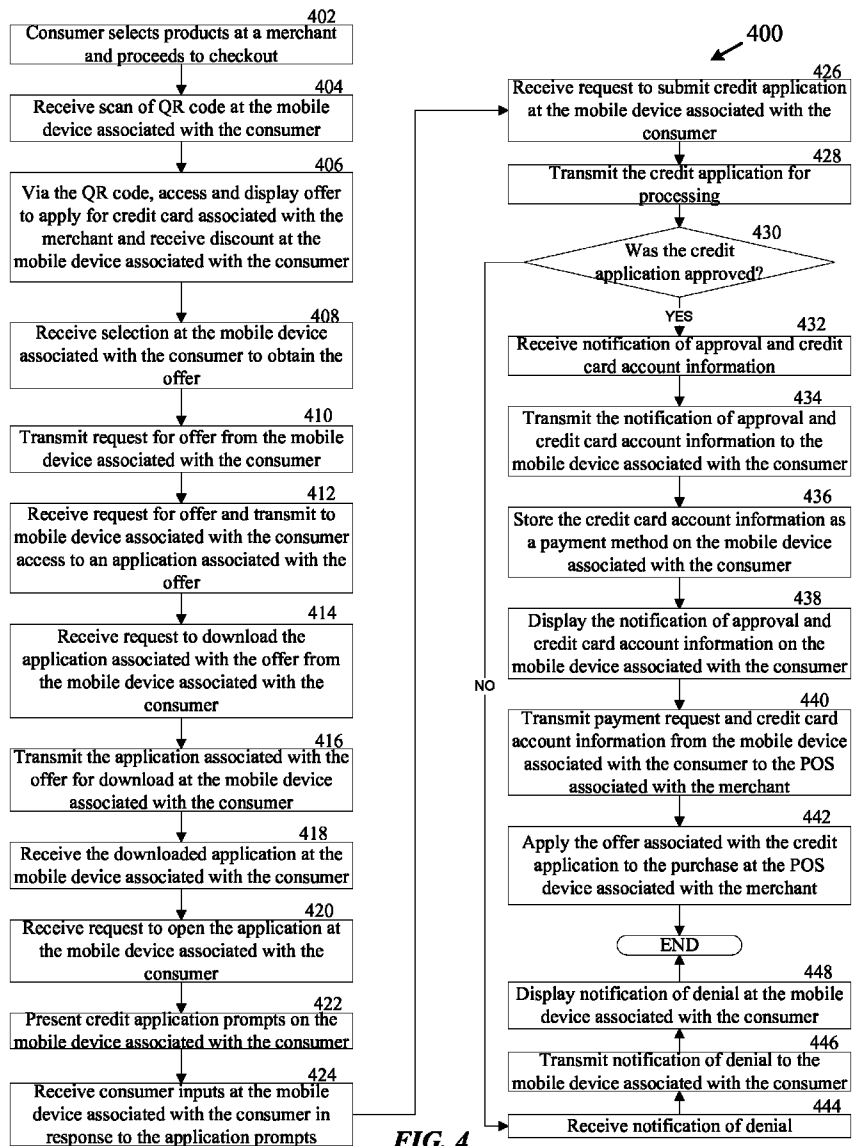 402
Consumer selects products at a merchant
and proceeds to checkout
404
Receive scan of QR code at the mobile
device associated with the consumer
406
Via the QR code, access and display offer
to apply for credit card associated with the
merchant and receive discount at the
mobile device associated with the consumer
408
Receive selection at the mobile device
associated with the consumer to obtain the
offer
410
Transmit request for offer from the mobile
device associated with the consumer
412
Receive request for offer and transmit to
mobile device associated with the consumer
access to an application associated with the
offer
414
Receive request to download the
application associated with the offer from
the mobile device associated with the
consumer
416
Transmit the application associated with the
offer for download at the mobile device
associated with the consumer
418
Receive the downloaded application at the
mobile device associated with the consumer
420
Receive request to open the application at
the mobile device associated with the
consumer
422
Present credit application prompts on the
mobile device associated with the consumer
424
Receive consumer inputs at the mobile
device associated with the consumer in
response to the application prompts
400
426
Receive request to submit credit application
at the mobile device associated with the
consumer
428
Transmit the credit application for
processing
430
Was the credit
application approved?
YES
432
Receive notification of approval and credit
card account information
434
Transmit the notification of approval and
credit card account information to the
mobile device associated with the consumer
436
Store the credit card account information as
a payment method on the mobile device
associated with the consumer
438
Display the notification of approval and
credit card account information on the
mobile device associated with the consumer
NO
440
Transmit payment request and credit card
account information from the mobile device
associated with the consumer to the POS
associated with the merchant
442
Apply the offer associated with the credit
application to the purchase at the POS
device associated with the merchant
END
448
Display notification of denial at the mobile
device associated with the consumer
446
Transmit notification of denial to the
mobile device associated with the consumer
444
Receive notification of denial
FIG. 4